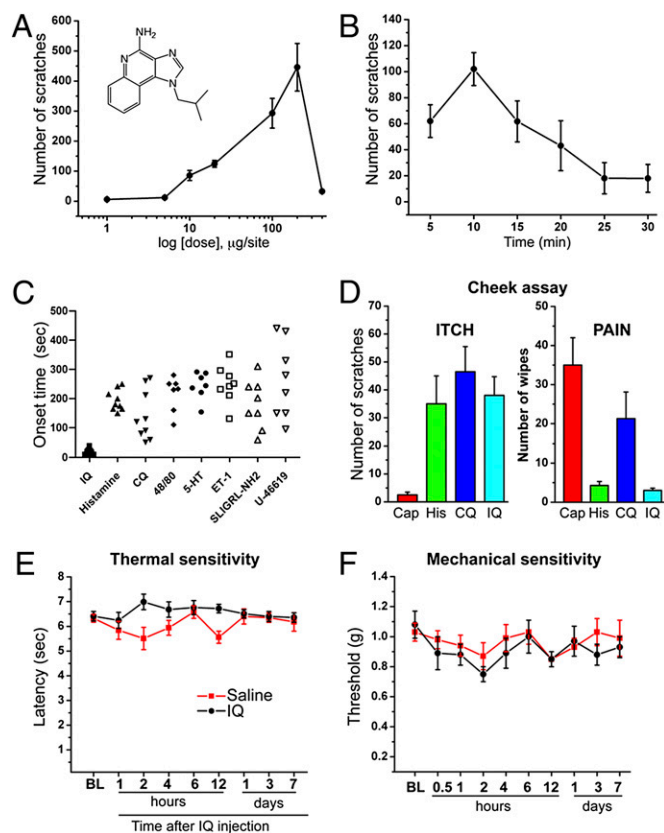 A
B
Number of scratches
600
500
400
300
200
100
0
NH2
N
N
N
1
10
100
log [dose], µg/site
Number of scratches
140
120
100
80
60
40
20
0
5
10
15
20
25
30
Time (min)
C
Onset time (sec)
500
400
300
200
100
0
IQ
Histamine
CQ
48/80
5-HT
ET-1
SLIGRL-NH2
U-46619
D
Cheek assay
ITCH
Number of scratches
70
60
50
40
30
20
10
0
Cap
His
CQ
IQ
PAIN
Number of wipes
50
40
30
20
10
0
Cap
His
CQ
IQ
E
Thermal sensitivity
Latency (sec)
8
7
6
5
4
3
2
1
Saline
IQ
BL
1
2
4
6
12
1
3
7
hours
days
Time after IQ injection
F
Mechanical sensitivity
Threshold (g)
1.4
1.2
1.0
0.8
0.6
0.4
0.2
BL
0.5
1
2
4
6
12
1
3
7
hours
days